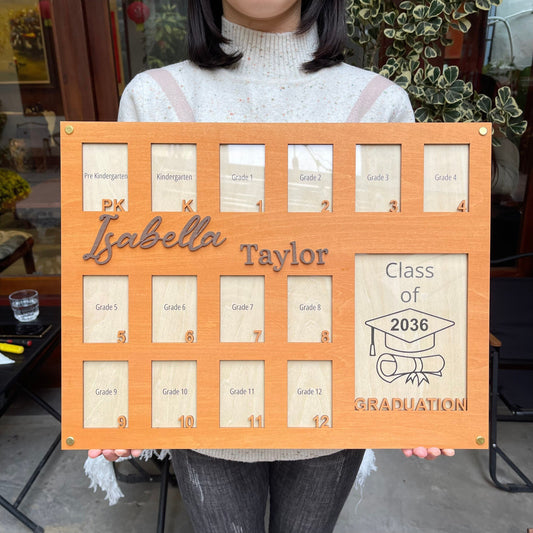 Pre Kindergarten Kindergarten Grade 1 Grade 2 Grade 3 Grade 4
PK K 1 2 3 4
Isabella Taylor
Class
of
2036
GRADUATION
Grade 5 Grade 6 Grade 7 Grade 8
5 6 7 8
Grade 9 Grade 10 Grade 11 Grade 12
9 10 11 12